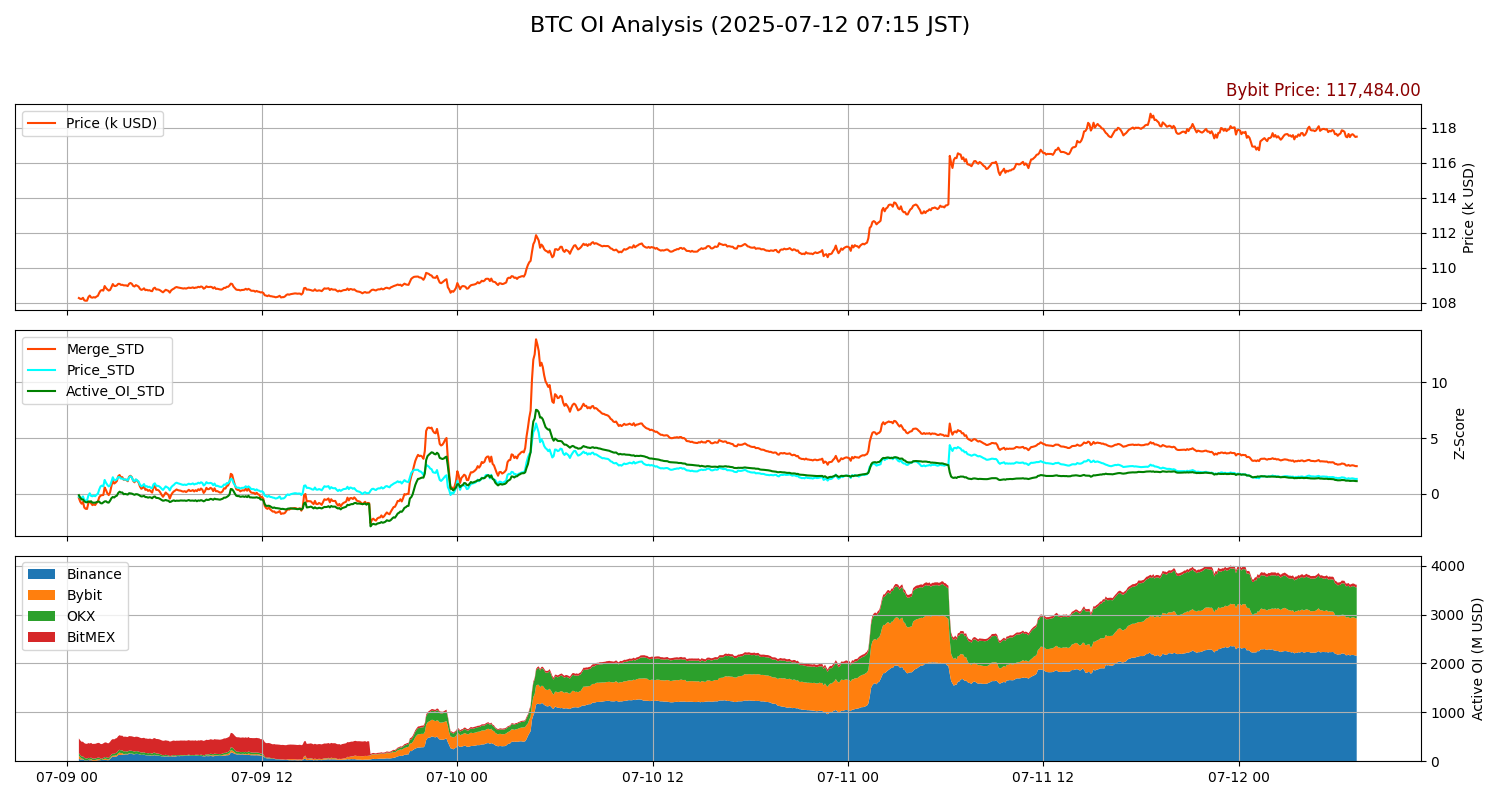 BTC OI Analysis (2025-07-12 07:15 JST)
Bybit Price: 117,484.00
Price (k USD)
118
116
114
112
110
108
Price (k USD)
Merge_STD
Price_STD
Active_OI_STD
10
5
0
Z-Score
Binance
Bybit
OKX
BitMEX
4000
3000
2000
1000
0
Active OI (M USD)
07-09 00
07-09 12
07-10 00
07-10 12
07-11 00
07-11 12
07-12 00